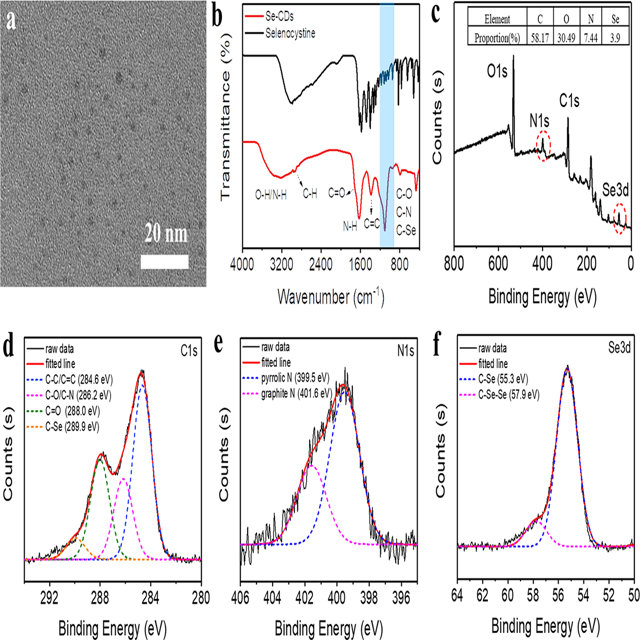 a
20 nm
b
Se-CDs
Selenocystine
Transmittance (%)
O-H/N-H
C-H
C=O
N-H
C=C
C-O
C-N
C-Se
4000 3200 2400 1600 800
Wavenumber (cm-1)
c
Element C O N Se
Proportion(%) 58.17 30.49 7.44 3.9
Counts (s)
O1s
N1s
C1s
Se3d
800 600 400 200 0
Binding Energy (eV)
d
C1s
raw data
fitted line
C-C/C=C (284.6 eV)
C-O/C-N (286.2 eV)
C=O (288.0 eV)
C-Se (289.9 eV)
Counts (s)
292 288 284 280
Binding Energy (eV)
e
N1s
raw data
fitted line
pyrrolic N (399.5 eV)
graphite N (401.6 eV)
Counts (s)
406 404 402 400 398 396
Binding Energy (eV)
f
Se3d
raw data
fitted line
C-Se (55.3 eV)
C-Se-Se (57.9 eV)
Counts (s)
64 62 60 58 56 54 52 50
Binding Energy (eV)